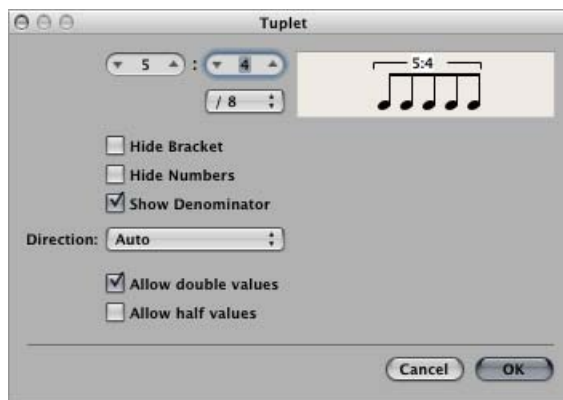 Tuplet
5 : 4
5:4
/ 8
Hide Bracket
Hide Numbers
Show Denominator
Direction: Auto
Allow double values
Allow half values
Cancel OK